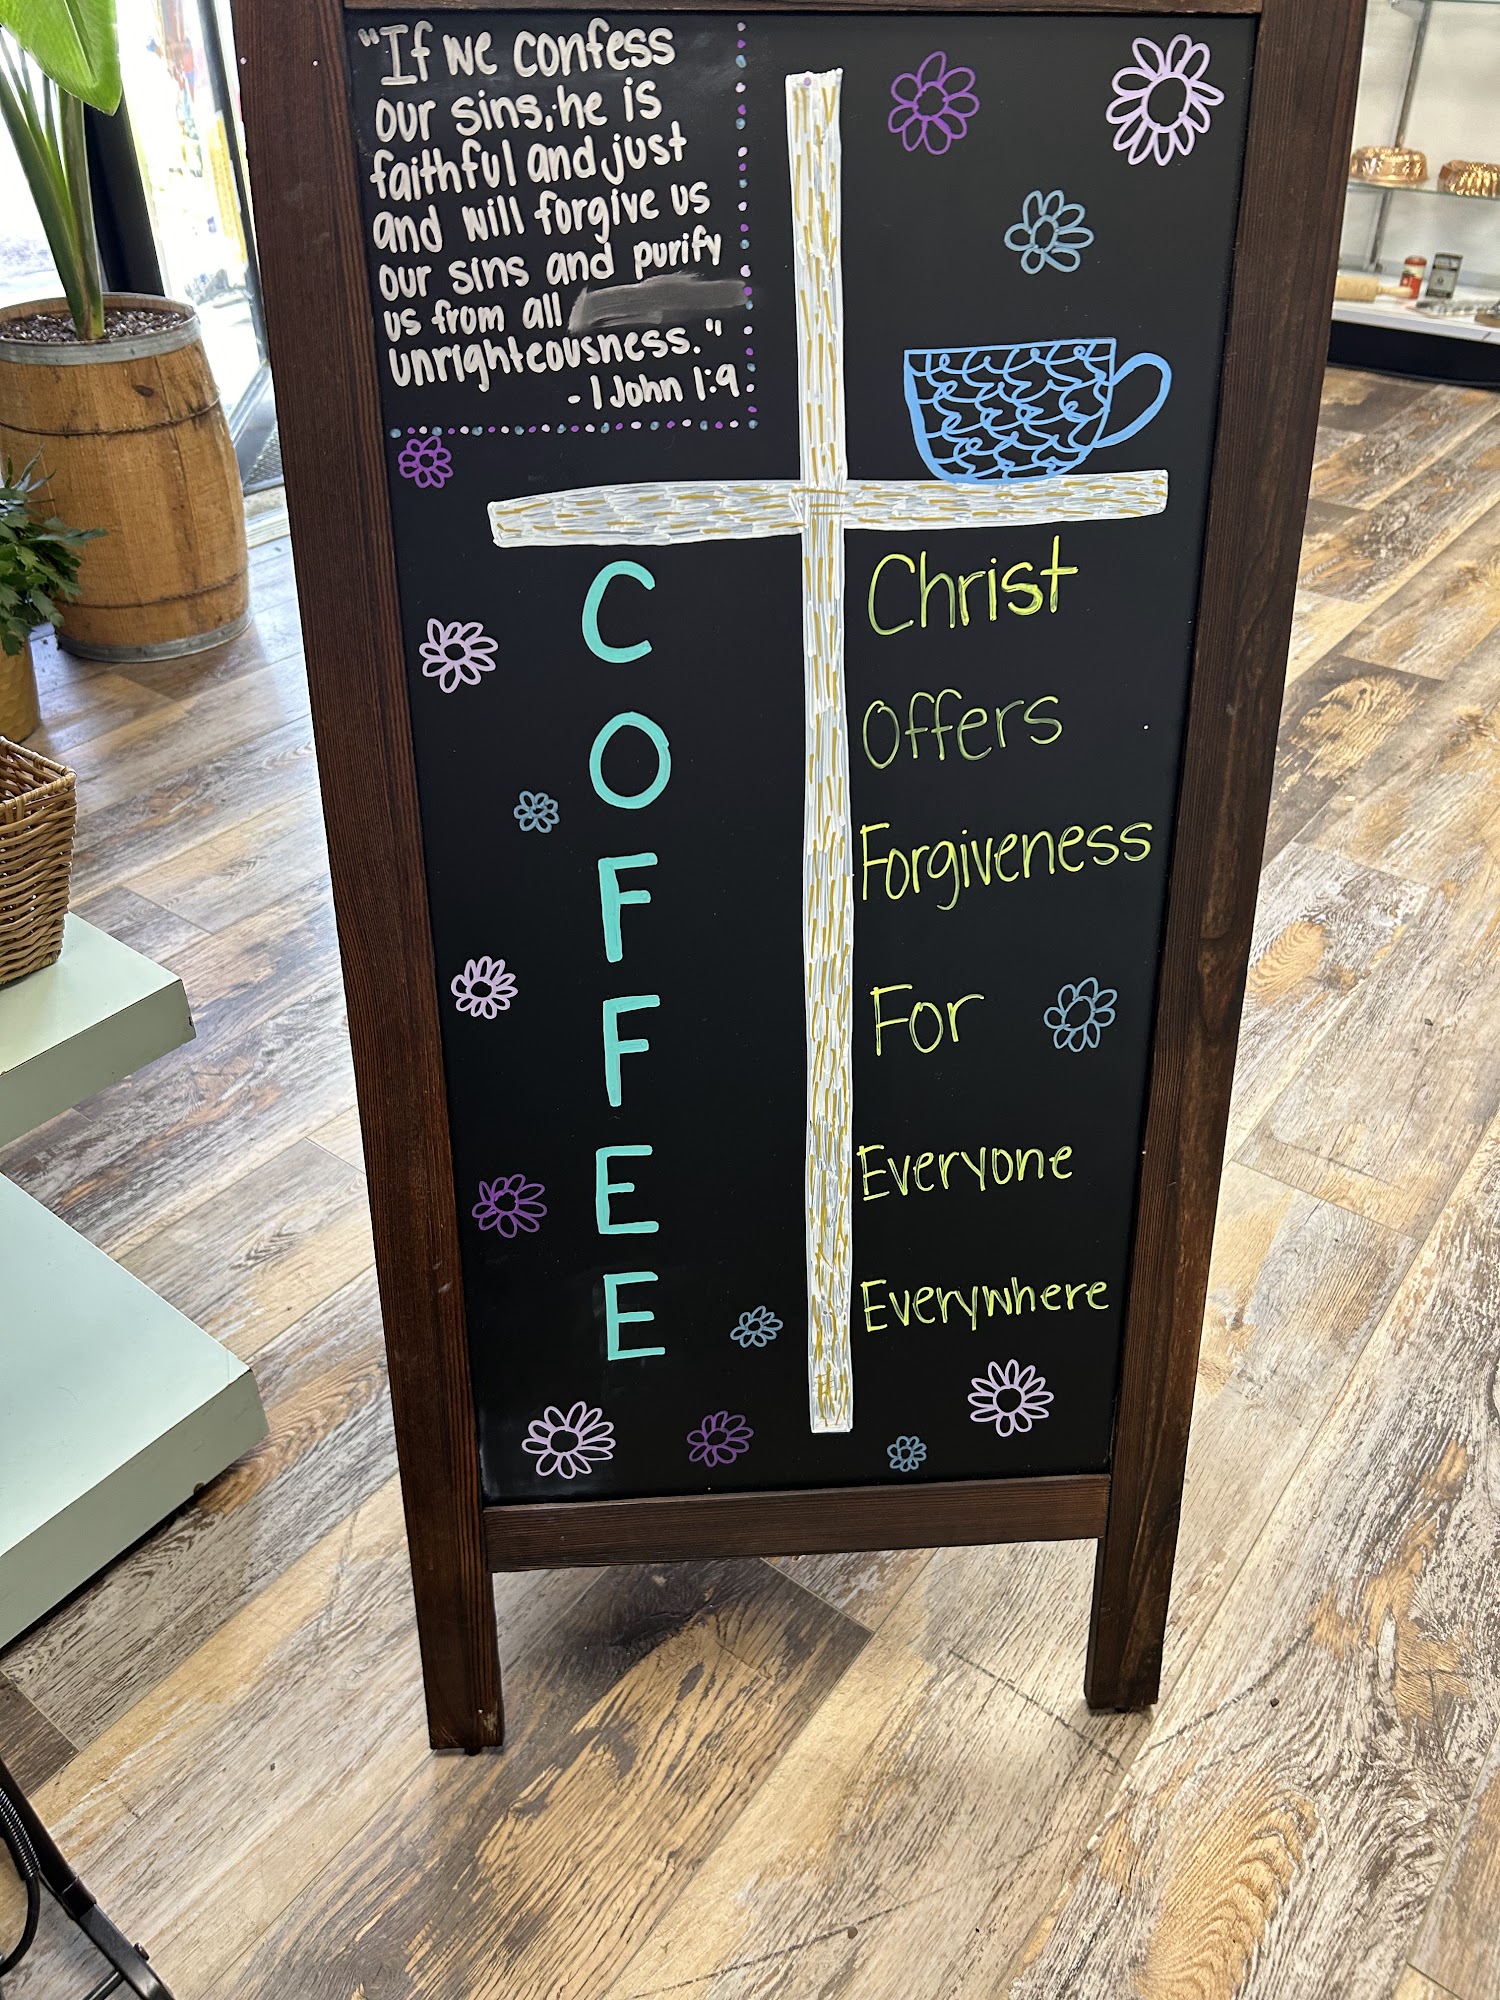 "If we confess
our sins, he is
faithful and just
and will forgive us
our sins and purify
us from all
unrighteousness."
- 1 John 1:9
C Christ
O Offers
F Forgiveness
F For
E Everyone
E Everywhere